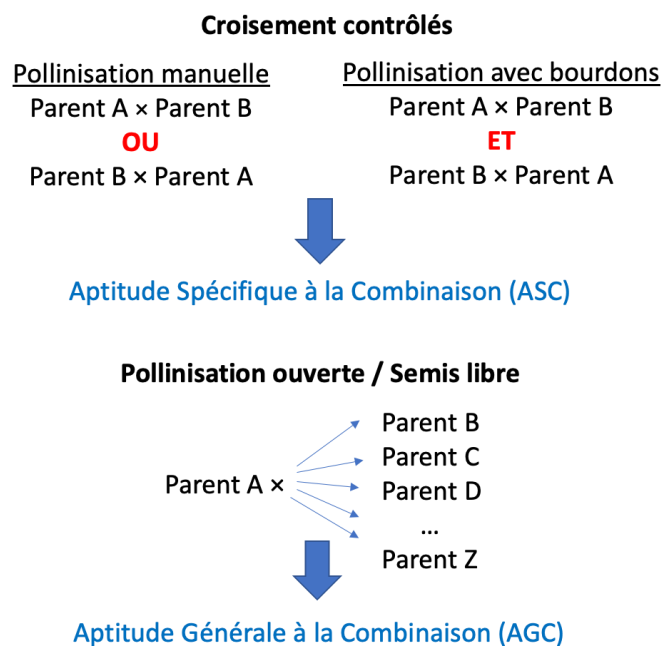 Croisement contrôlés
Pollinisation manuelle
Parent A × Parent B
OU
Parent B × Parent A
Pollinisation avec bourdons
Parent A × Parent B
ET
Parent B × Parent A
Aptitude Spécifique à la Combinaison (ASC)
Pollinisation ouverte / Semis libre
Parent A ×
Parent B
Parent C
Parent D
...
Parent Z
Aptitude Générale à la Combinaison (AGC)